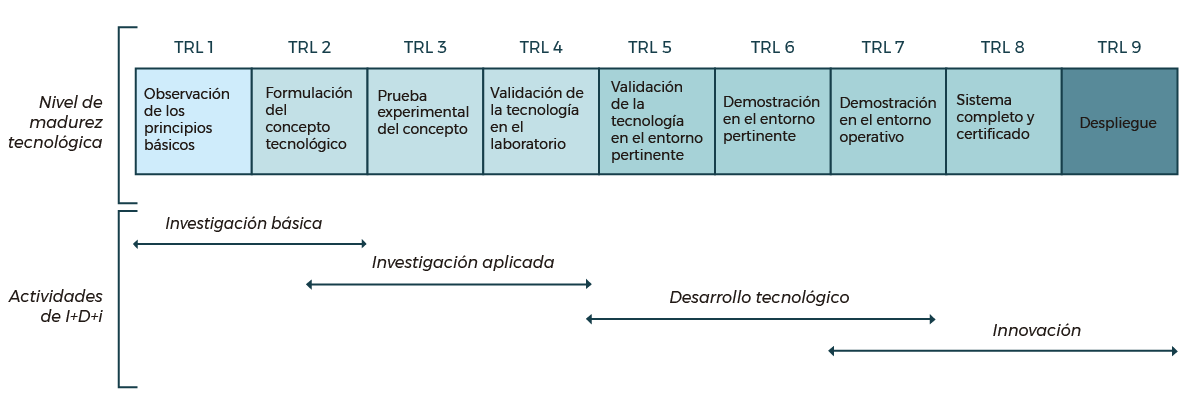 TRL 1
TRL 2
TRL 3
TRL 4
TRL 5
TRL 6
TRL 7
TRL 8
TRL 9
Nivel de
madurez
tecnológica
Observación
de los
principios
básicos
Formulación
del
concepto
tecnológico
Prueba
experimental
del concepto
Validación de
la tecnología
en el
laboratorio
Validación
de la
tecnología
en el entorno
pertinente
Demostración
en el entorno
pertinente
Demostración
en el entorno
operativo
Sistema
completo y
certificado
Despliegue
Actividades
de I+D+i
Investigación básica
Investigación aplicada
Desarrollo tecnológico
Innovación